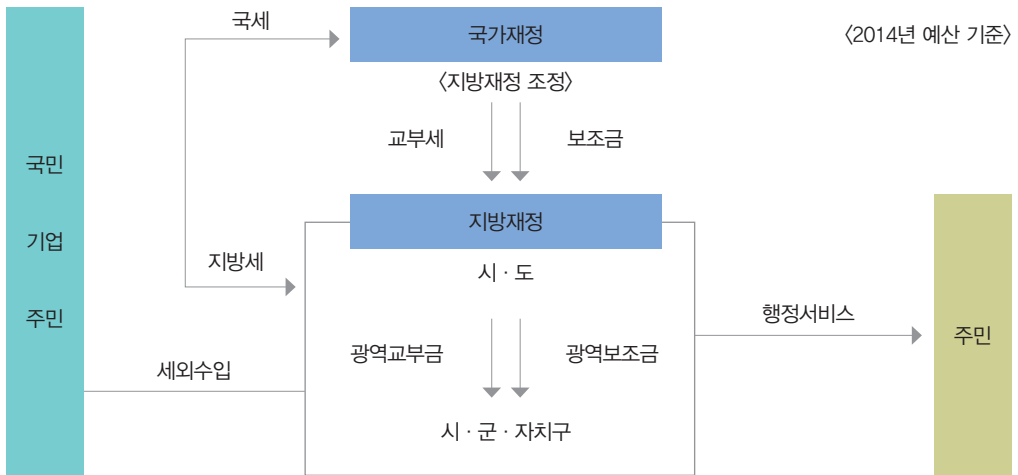 국세
국가재정
〈2014년 예산 기준〉
〈지방재정 조정〉
교부세
보조금
국민
기업
주민
지방세
지방재정
시 · 도
행정서비스
주민
광역교부금
광역보조금
세외수입
시 · 군 · 자치구